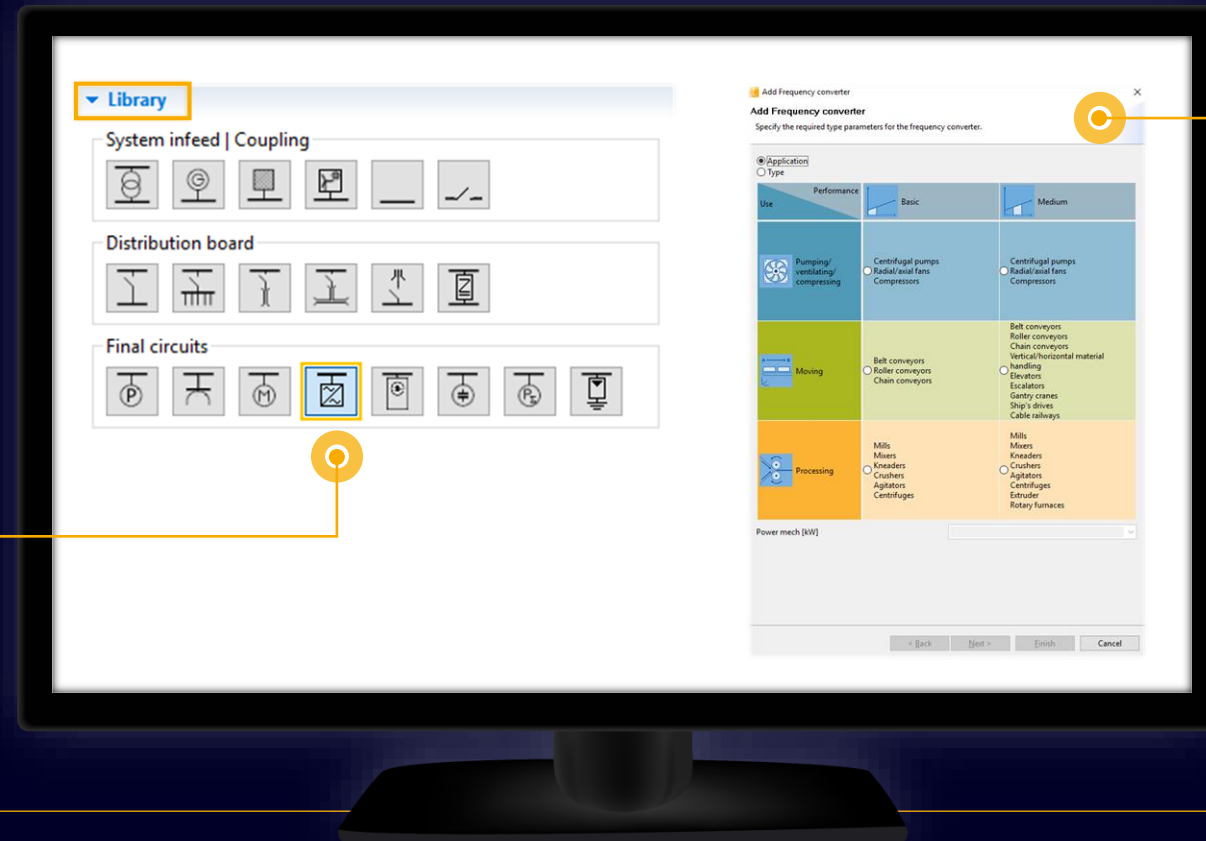 Library
System infeed | Coupling
G
Distribution board
Z
Final circuits
P
M
Add Frequency converter
Add Frequency converter
Specify the required type parameters for the frequency converter.
Application
Type
Performance
Use
Basic
Medium
Pumping/
ventilating/
compressing
Centrifugal pumps
Radial/axial fans
Compressors
Centrifugal pumps
Radial/axial fans
Compressors
Moving
Belt conveyors
Roller conveyors
Chain conveyors
Belt conveyors
Roller conveyors
Chain conveyors
Vertical/horizontal material
handling
Elevators
Escalators
Gantry cranes
Ship's drives
Cable railways
Processing
Mills
Mixers
Kneaders
Crushers
Agitators
Centrifuges
Mills
Mixers
Kneaders
Crushers
Agitators
Centrifuges
Extruder
Rotary furnaces
Power mech [kW]
< Back
Next >
Finish
Cancel